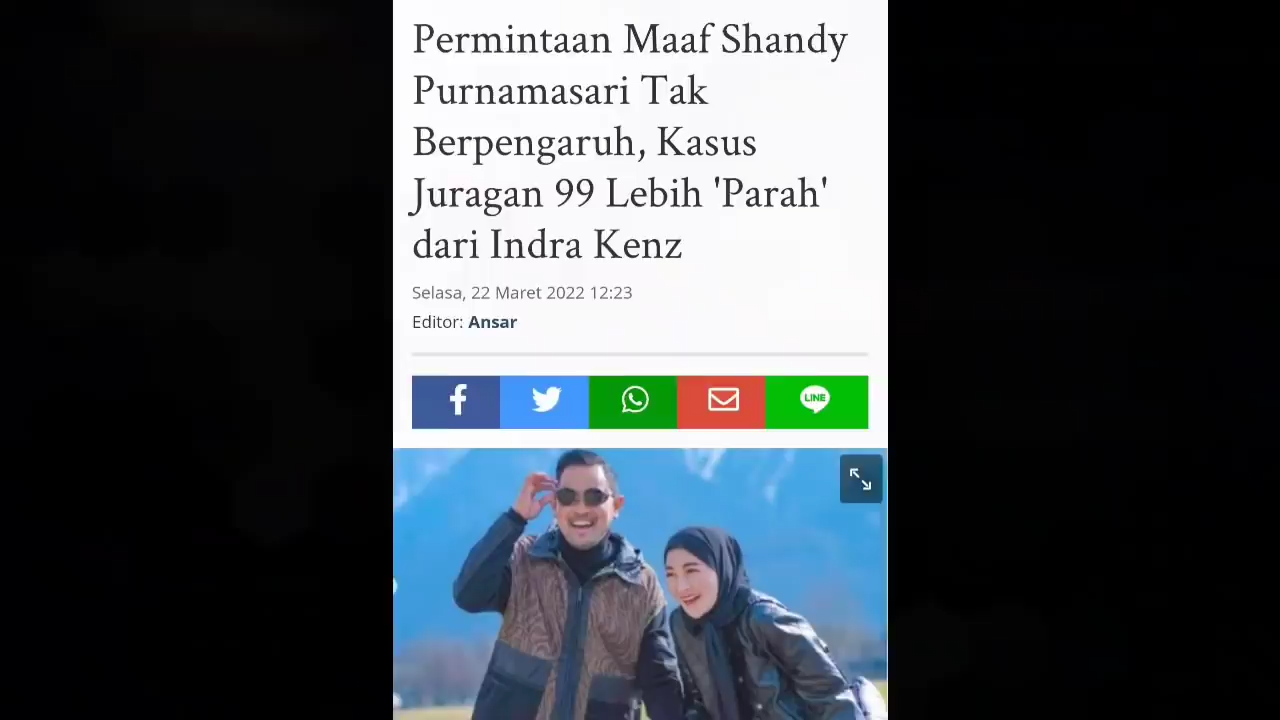 Permintaan Maaf Shandy
Purnamasari Tak
Berpengaruh, Kasus
Juragan 99 Lebih 'Parah'
dari Indra Kenz
Selasa, 22 Maret 2022 12:23
Editor: Ansar
LINE